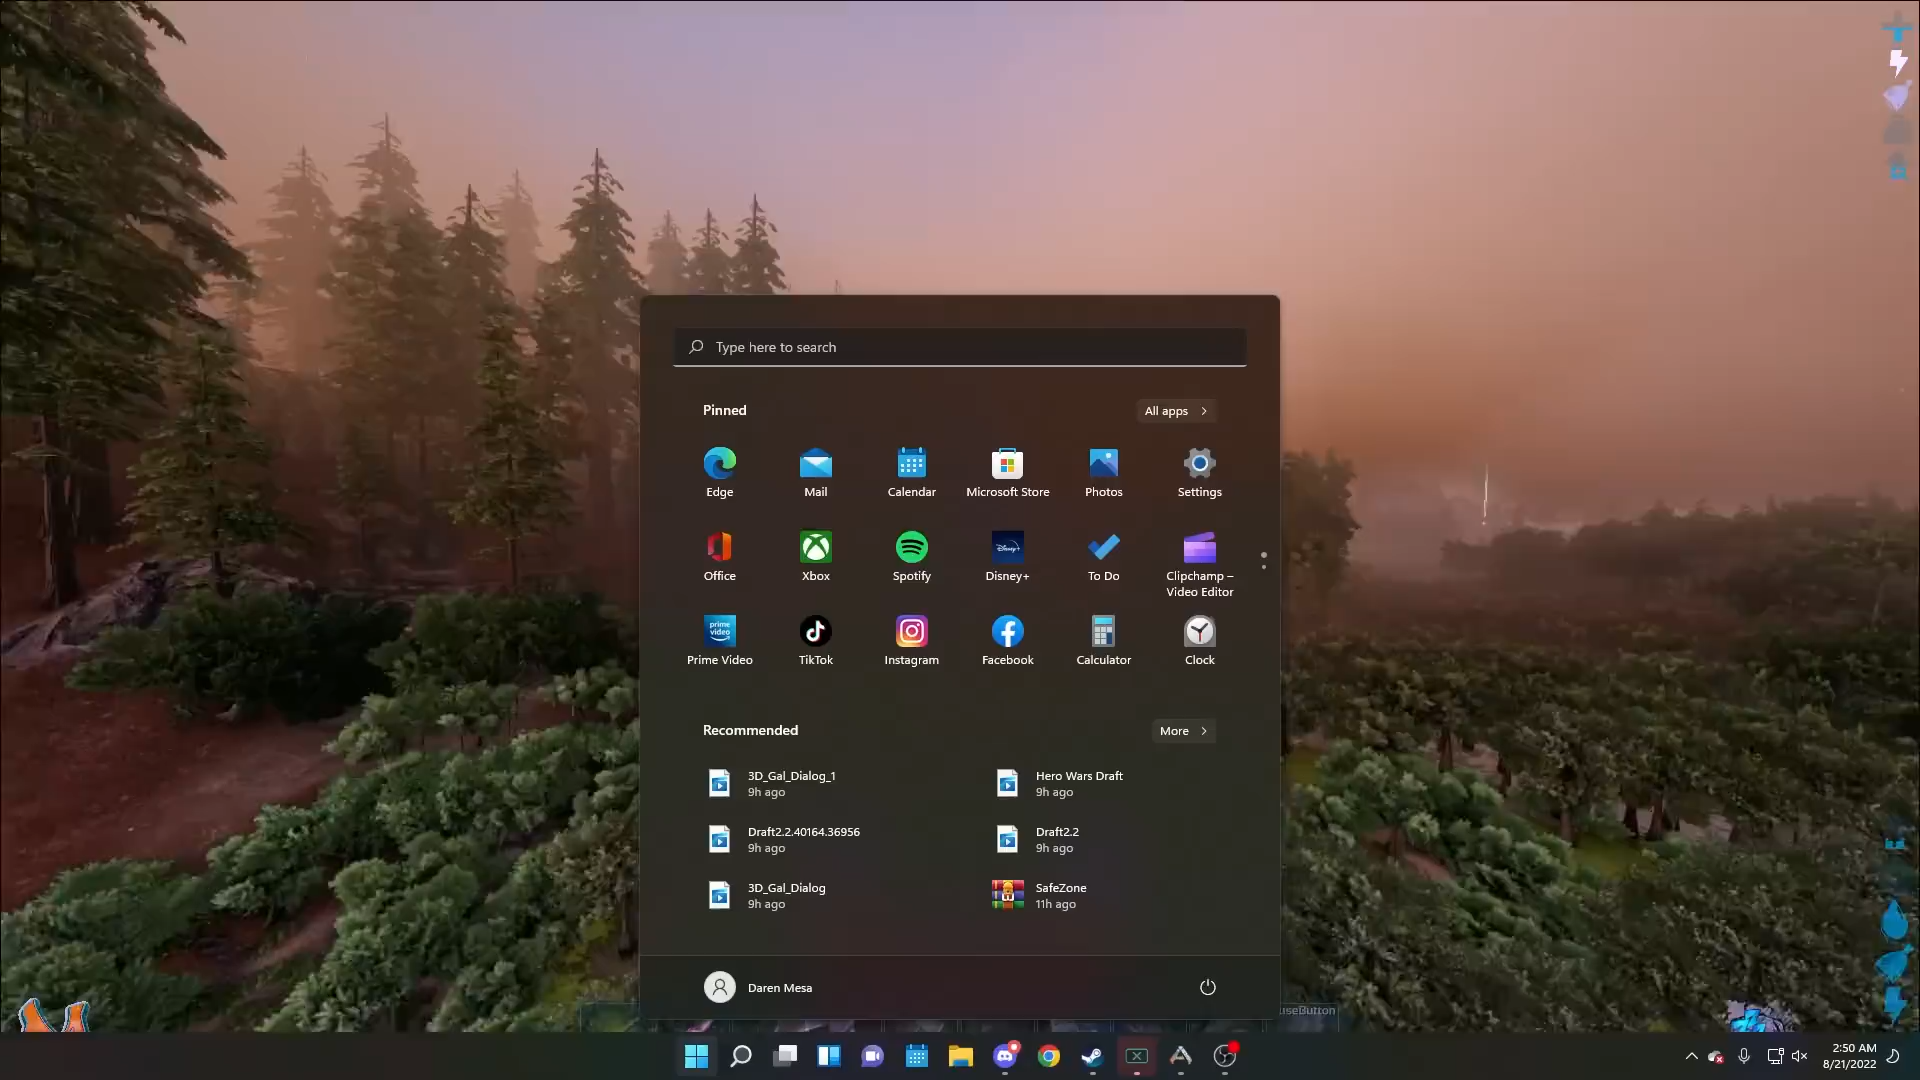 Type here to search
Pinned
All apps
Edge
Mail
Calendar
Microsoft Store
Photos
Settings
Office
Xbox
Spotify
Disney+
To Do
Clipchamp –
Video Editor
prime
video
Prime Video
TikTok
Instagram
Facebook
Calculator
Clock
Recommended
More
3D_Gal_Dialog_1
9h ago
Hero Wars Draft
9h ago
Draft2.2.40164.36956
9h ago
Draft2.2
9h ago
3D_Gal_Dialog
9h ago
SafeZone
11h ago
Daren Mesa
useButton
2:50 AM
8/21/2022